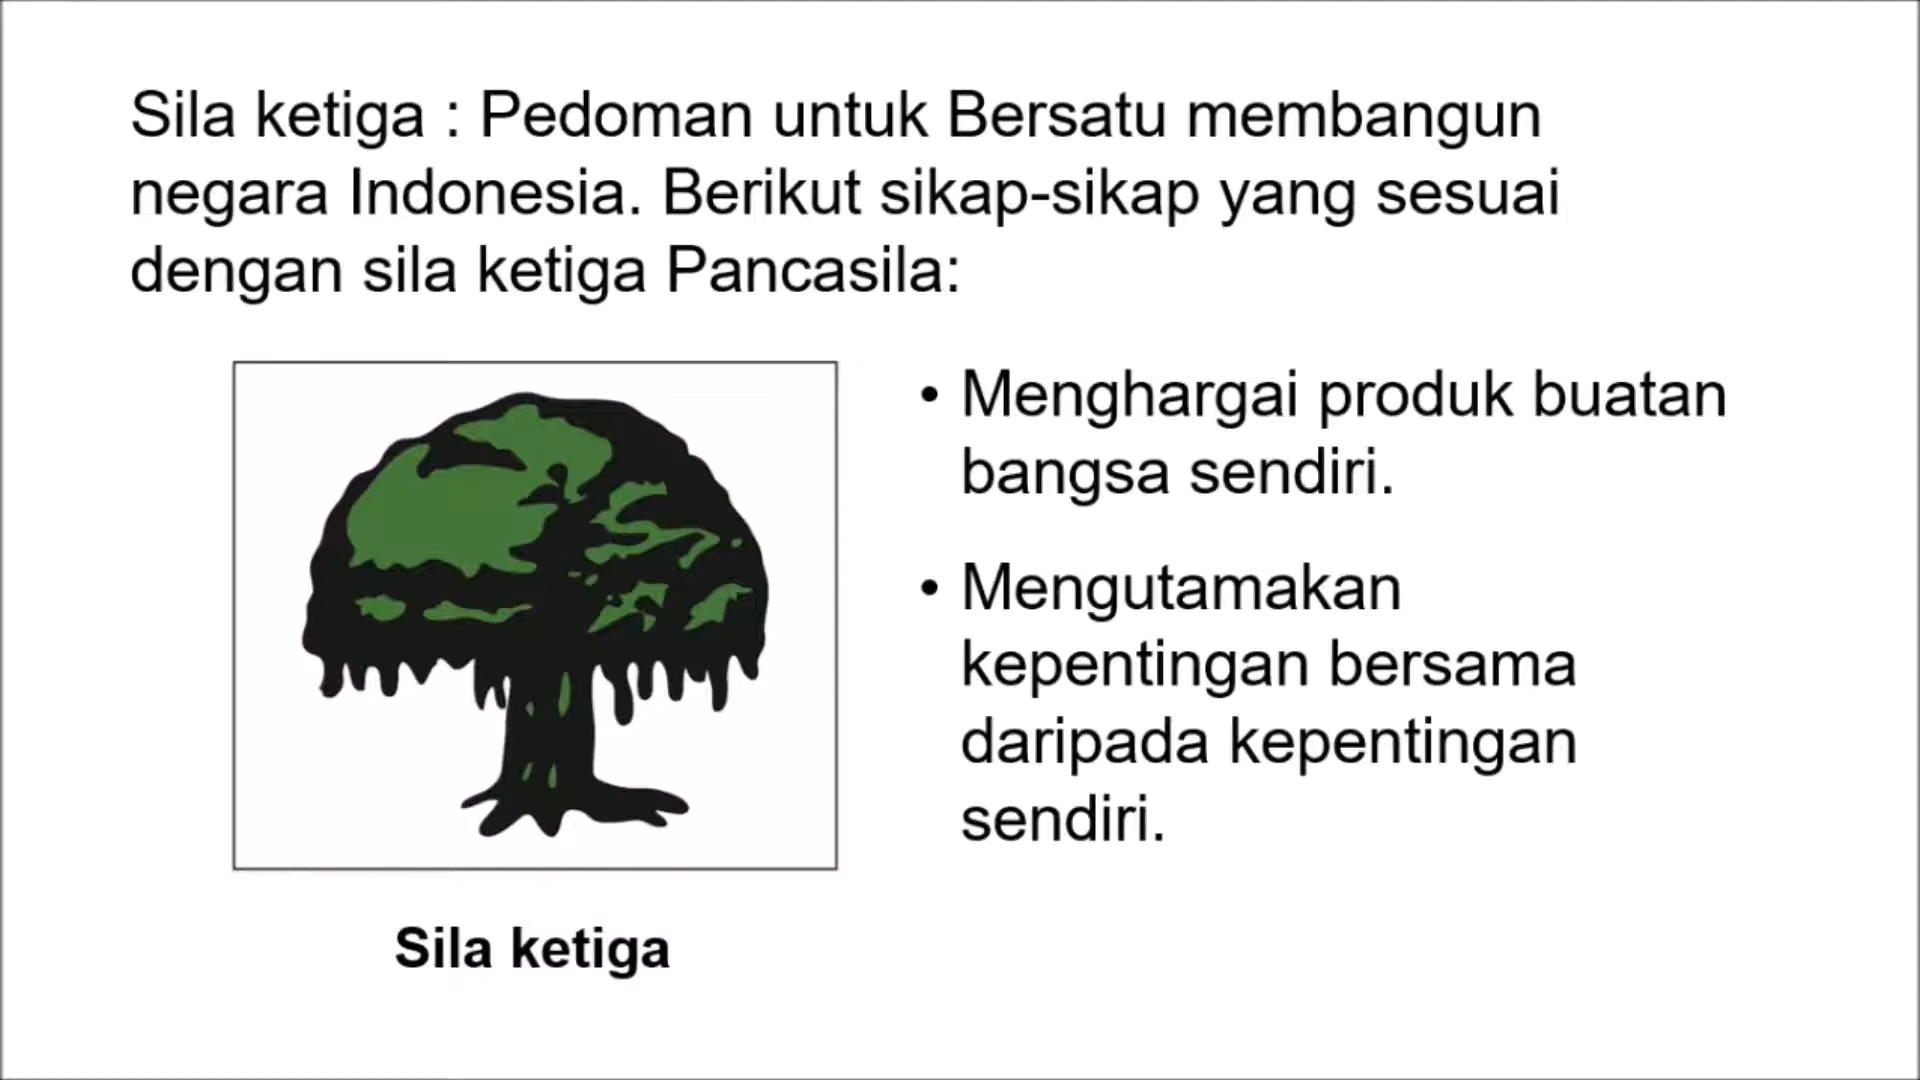 Sila ketiga : Pedoman untuk Bersatu membangun
negara Indonesia. Berikut sikap-sikap yang sesuai
dengan sila ketiga Pancasila:
• Menghargai produk buatan
bangsa sendiri.
• Mengutamakan
kepentingan bersama
daripada kepentingan
sendiri.
Sila ketiga